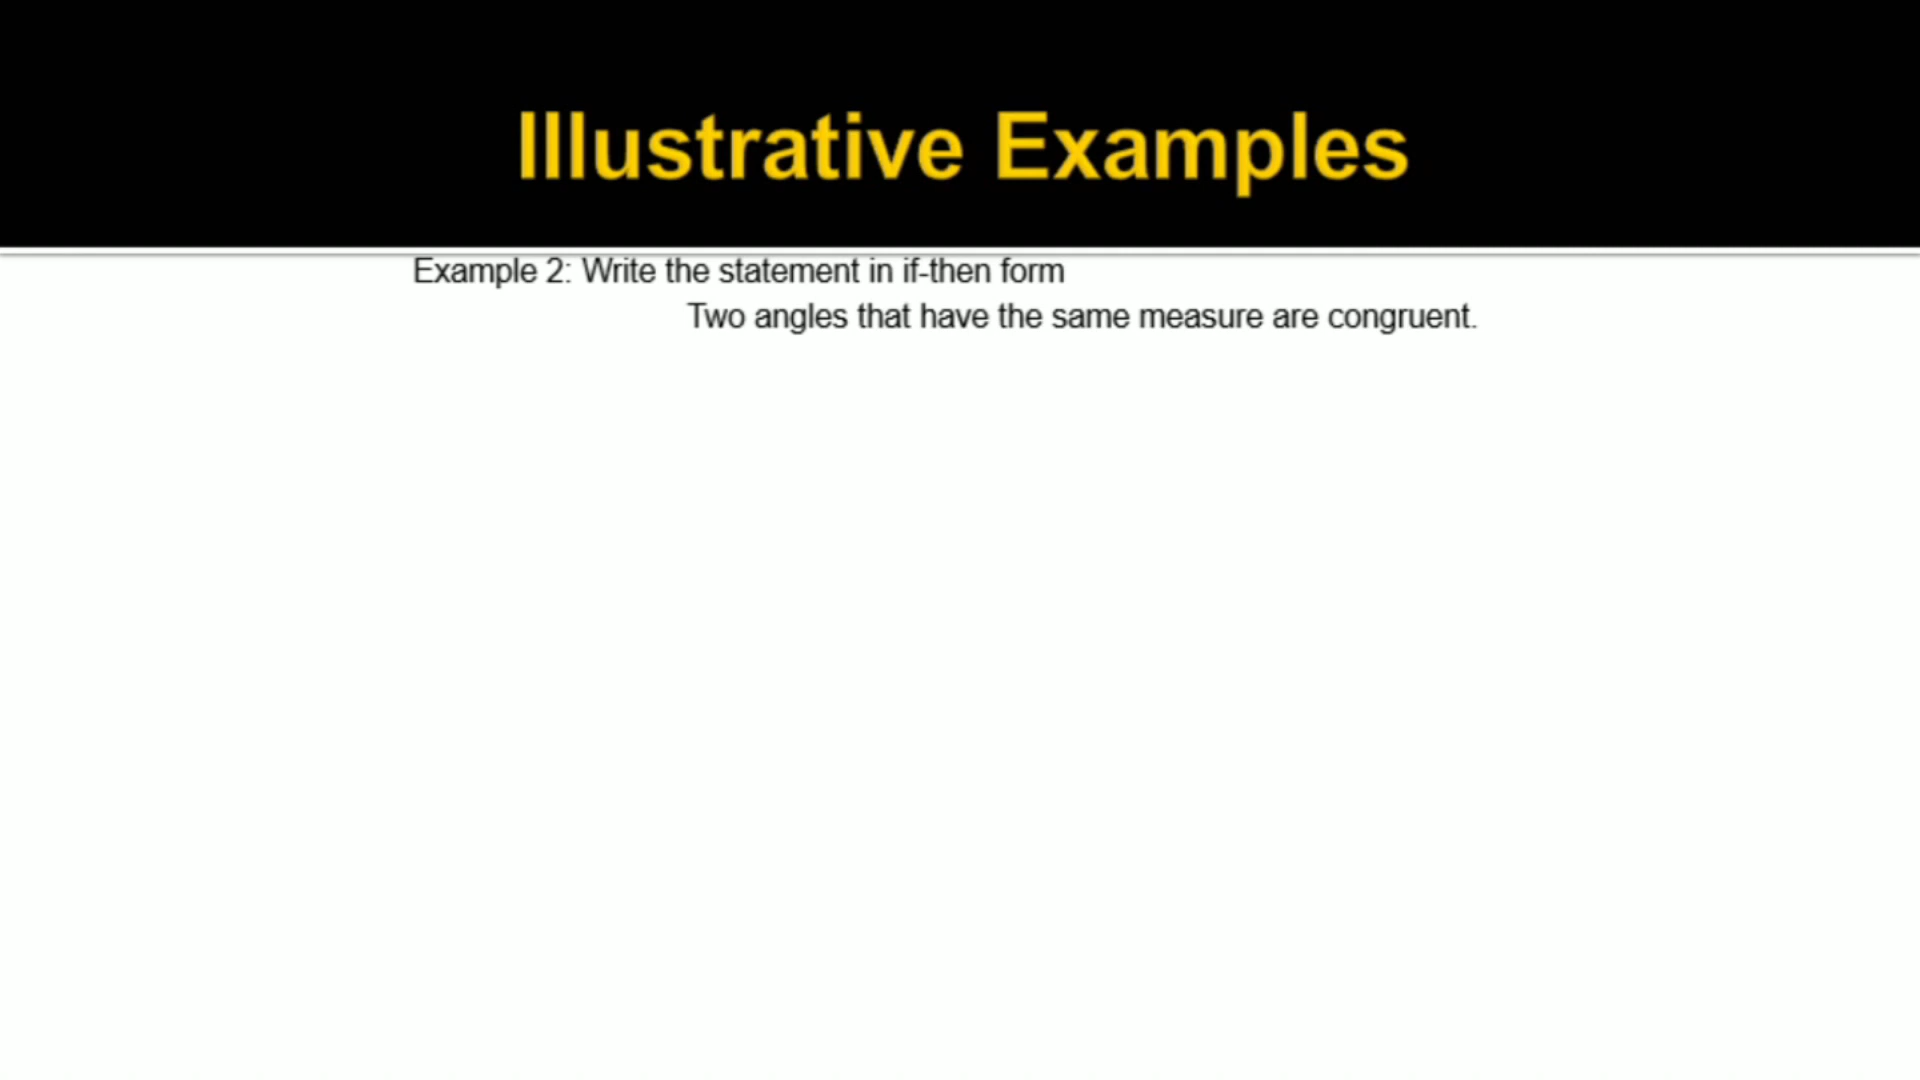 Illustrative Examples
Example 2: Write the statement in if-then form
Two angles that have the same measure are congruent.